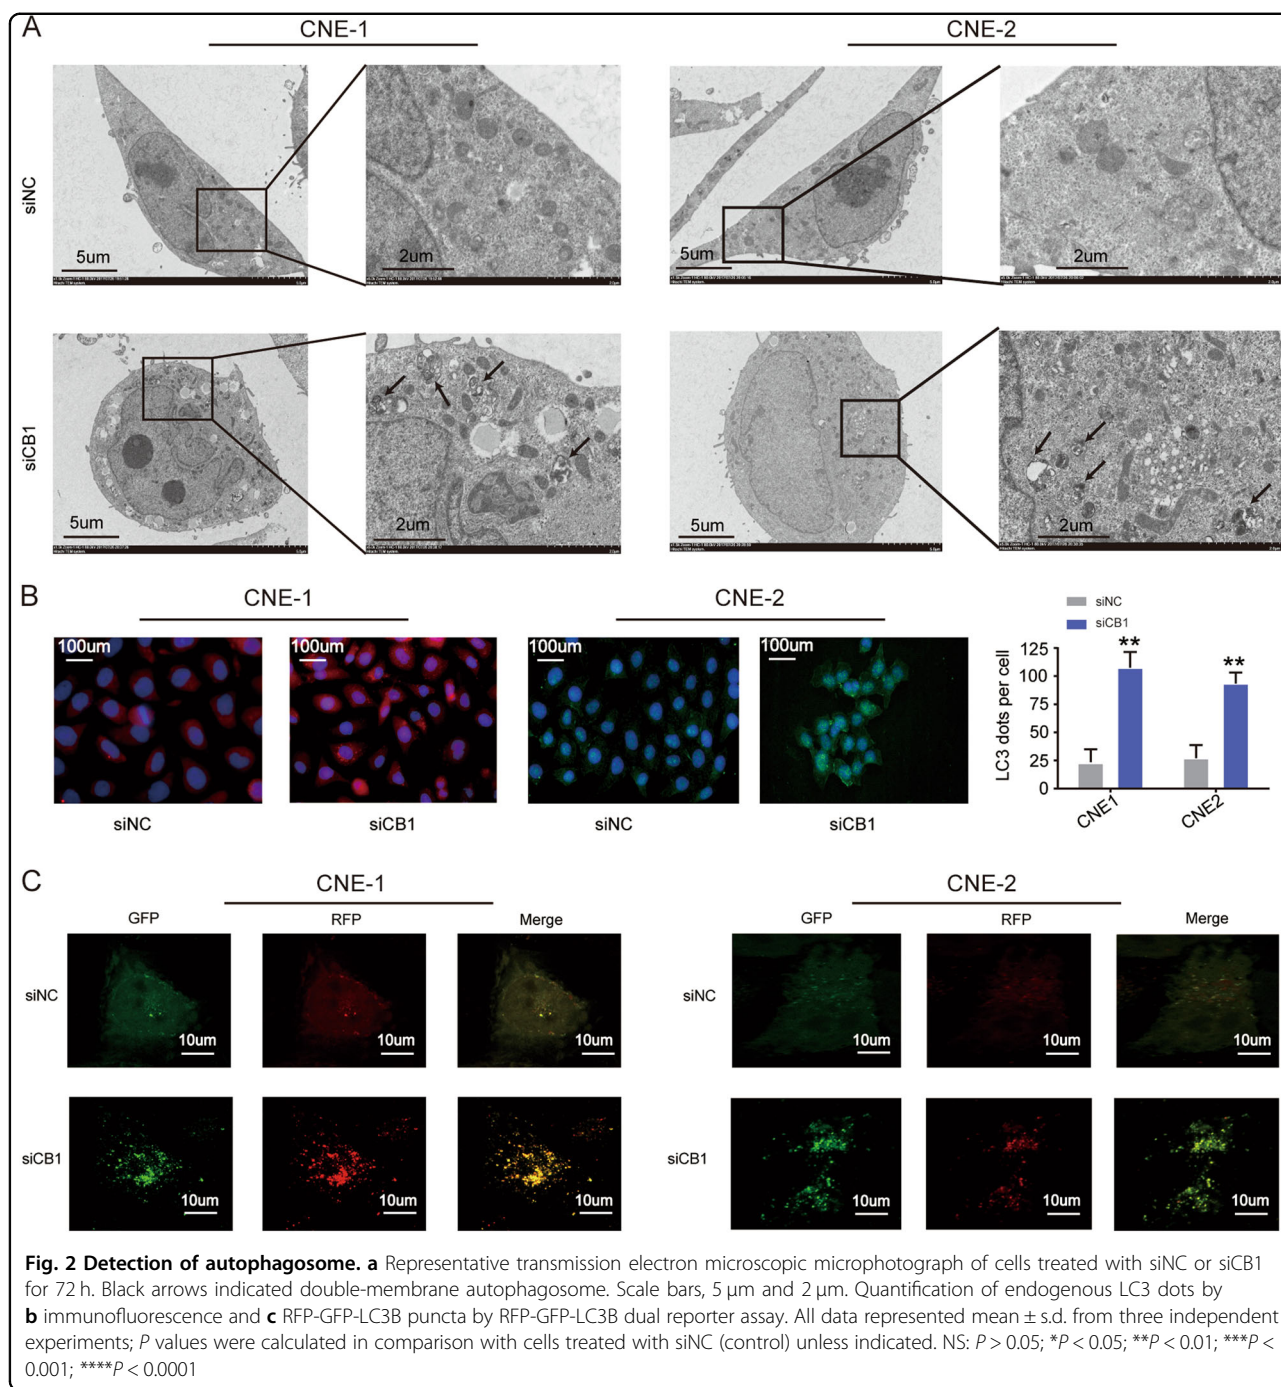 A
CNE-1
CNE-2
siNC
5um
2um
5um
2um
siCB1
5um
2um
5um
2um
B
CNE-1
CNE-2
100um
100um
100um
100um
siNC
siCB1
siNC
siCB1
siNC
siCB1
LC3 dots per cell
125
100
75
50
25
0
**
**
CNE1
CNE2
C
CNE-1
CNE-2
GFP
RFP
Merge
GFP
RFP
Merge
siNC
10um
10um
10um
siNC
10um
10um
10um
siCB1
10um
10um
10um
siCB1
10um
10um
10um
Fig. 2 Detection of autophagosome. a Representative transmission electron microscopic microphotograph of cells treated with siNC or siCB1
for 72 h. Black arrows indicated double-membrane autophagosome. Scale bars, 5 μm and 2 μm. Quantification of endogenous LC3 dots by
b immunofluorescence and c RFP-GFP-LC3B puncta by RFP-GFP-LC3B dual reporter assay. All data represented mean ± s.d. from three independent
experiments; P values were calculated in comparison with cells treated with siNC (control) unless indicated. NS: P > 0.05; *P < 0.05; **P < 0.01; ***P <
0.001; ****P < 0.0001